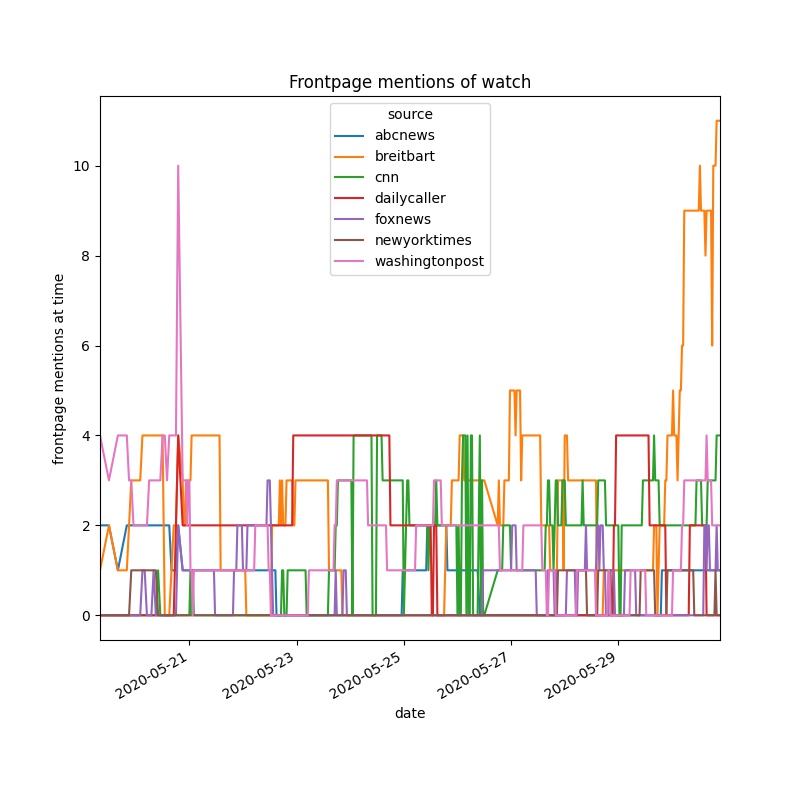 Frontpage mentions of watch
source
abcnews
breitbart
cnn
dailycaller
foxnews
newyorktimes
washingtonpost
frontpage mentions at time
10
8
6
4
2
0
2020-05-21
2020-05-23
2020-05-25
2020-05-27
2020-05-29
date